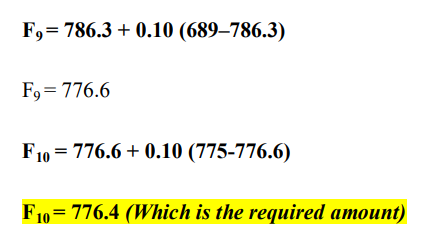 F₉= 786.3 + 0.10 (689–786.3)
F₉= 776.6
F₁₀ = 776.6 + 0.10 (775-776.6)
F₁₀= 776.4 (Which is the required amount)